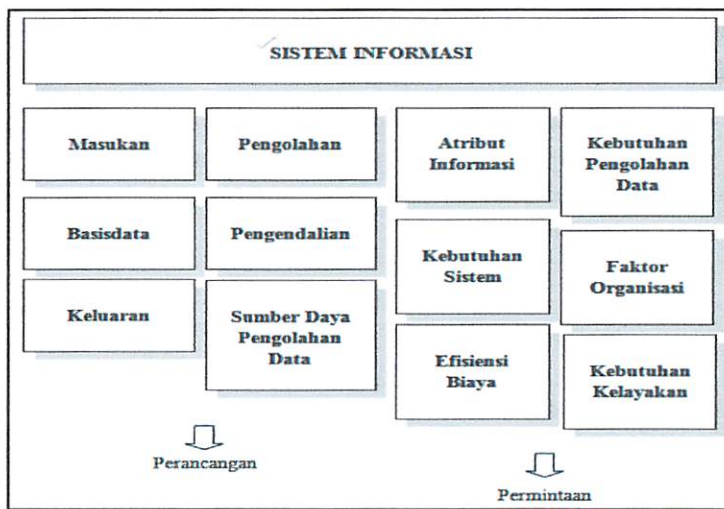 SISTEM INFORMASI
Masukan
Pengolahan
Basisdata
Pengendalian
Keluaran
Sumber Daya
Pengolahan
Data
Atribut
Informasi
Kebutuhan
Pengolahan
Data
Kebutuhan
Sistem
Faktor
Organisasi
Efisiensi
Biaya
Kebutuhan
Kelayakan
Perancangan
Permintaan